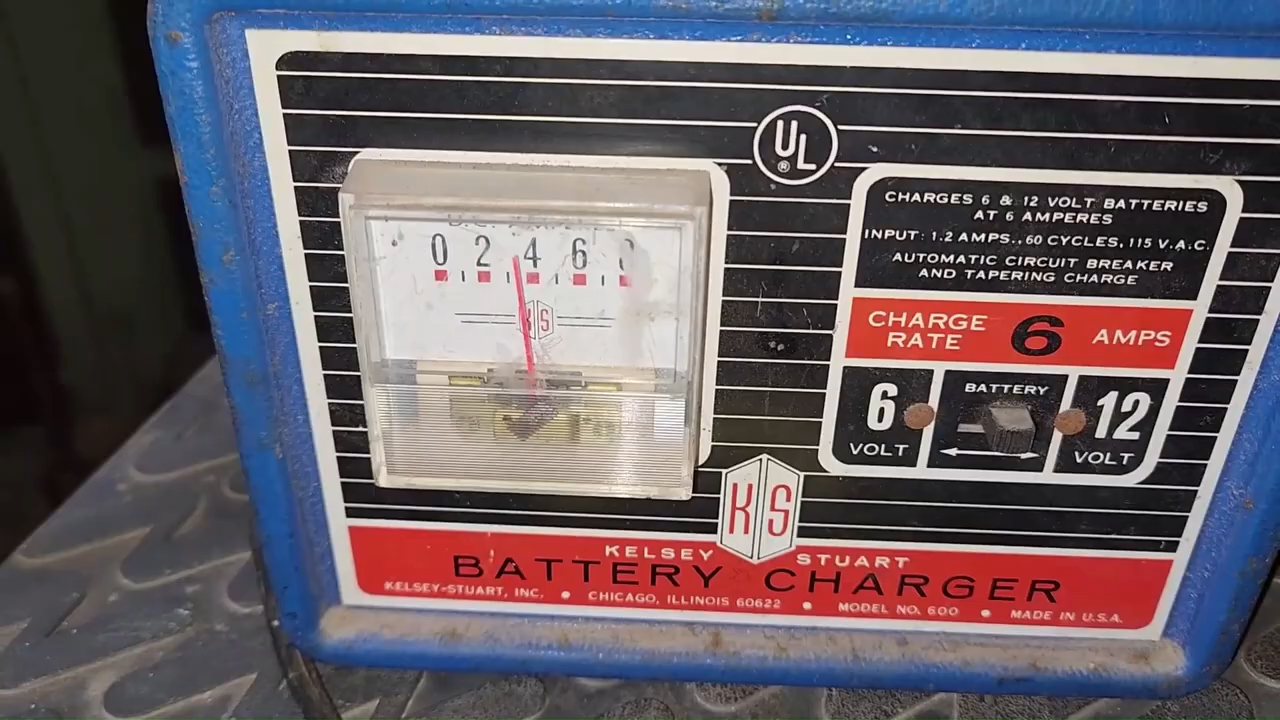 UL
®
0 2 4 6
KS
CHARGES 6 & 12 VOLT BATTERIES
AT 6 AMPERES
INPUT: 1.2 AMPS., 60 CYCLES, 115 V.A.C.
AUTOMATIC CIRCUIT BREAKER
AND TAPERING CHARGE
CHARGE
RATE
6
AMPS
6
VOLT
BATTERY
12
VOLT
KS
KELSEY STUART
BATTERY CHARGER
KELSEY-STUART, INC. • CHICAGO, ILLINOIS 60622 • MODEL NO. 600 • MADE IN U.S.A.